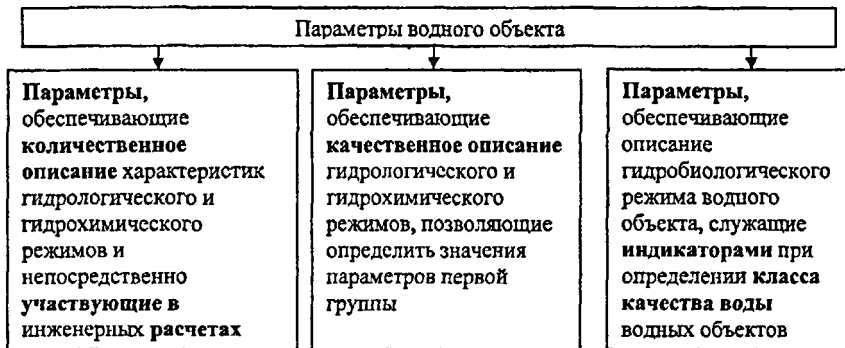 Параметры водного объекта
Параметры,
обеспечивающие
количественное
описание характеристик
гидрологического и
гидрохимического
режимов и
непосредственно
участвующие в
инженерных расчетах
Параметры,
обеспечивающие
качественное описание
гидрологического и
гидрохимического
режимов, позволяющие
определить значения
параметров первой
группы
Параметры,
обеспечивающие
описание
гидробиологического
режима водного
объекта, служащие
индикаторами при
определении класса
качества воды
водных объектов